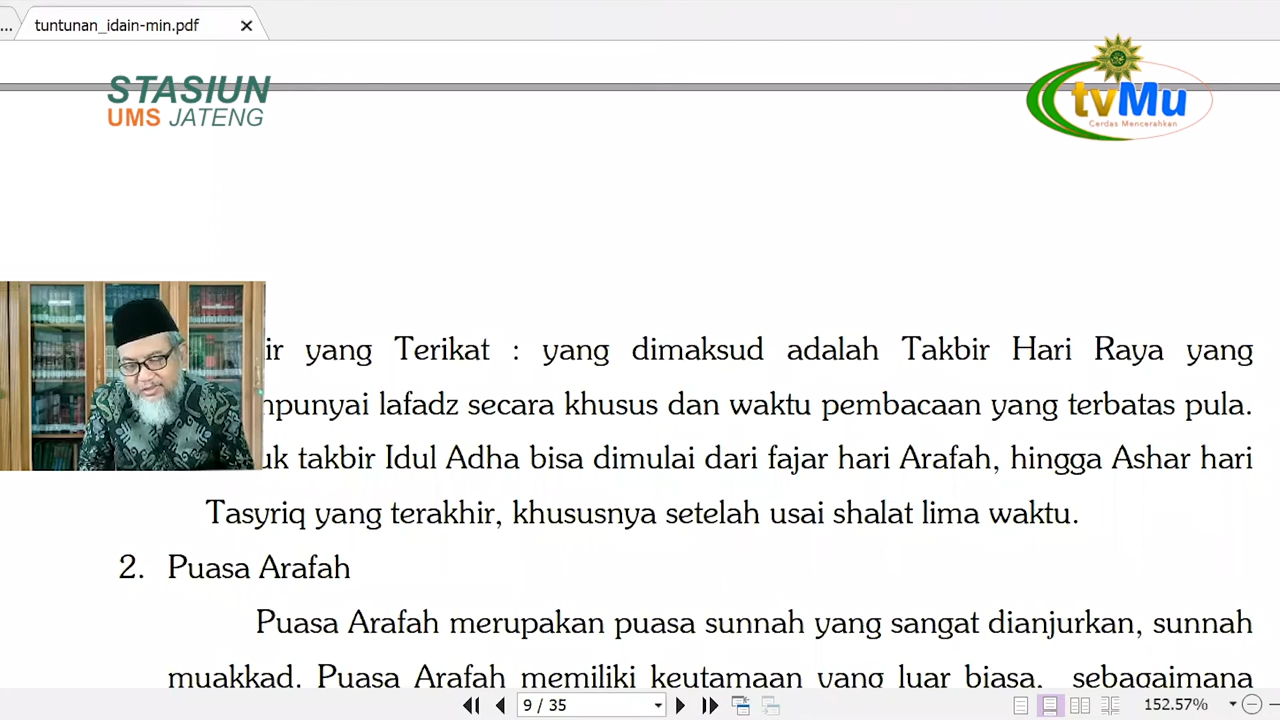 tuntunan_idain-min.pdf
STASIUN
UMS JATENG
tvMu
Cerdas Mencerahkan
yang Terikat : yang dimaksud adalah Takbir Hari Raya yang
lafadz secara khusus dan waktu pembacaan yang terbatas pula.
takbir Idul Adha bisa dimulai dari fajar hari Arafah, hingga Ashar hari
Tasyriq yang terakhir, khususnya setelah usai shalat lima waktu.
2. Puasa Arafah
Puasa Arafah merupakan puasa sunnah yang sangat dianjurkan, sunnah
muakkad. Puasa Arafah memiliki keutamaan yang luar biasa, sebagaimana
9 / 35
152.57%